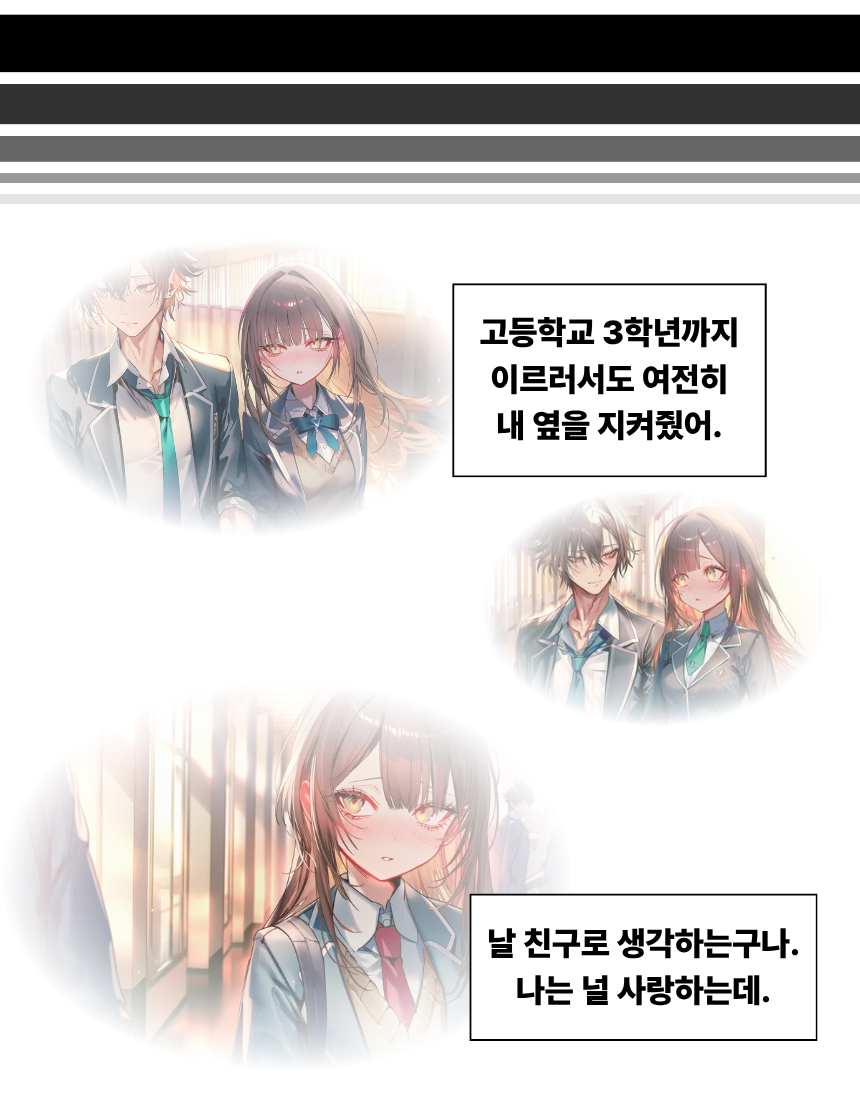 고등학교 3학년까지
이르러서도 여전히
내 옆을 지켜줬어.
날 친구로 생각하는구나.
나는 널 사랑하는데.